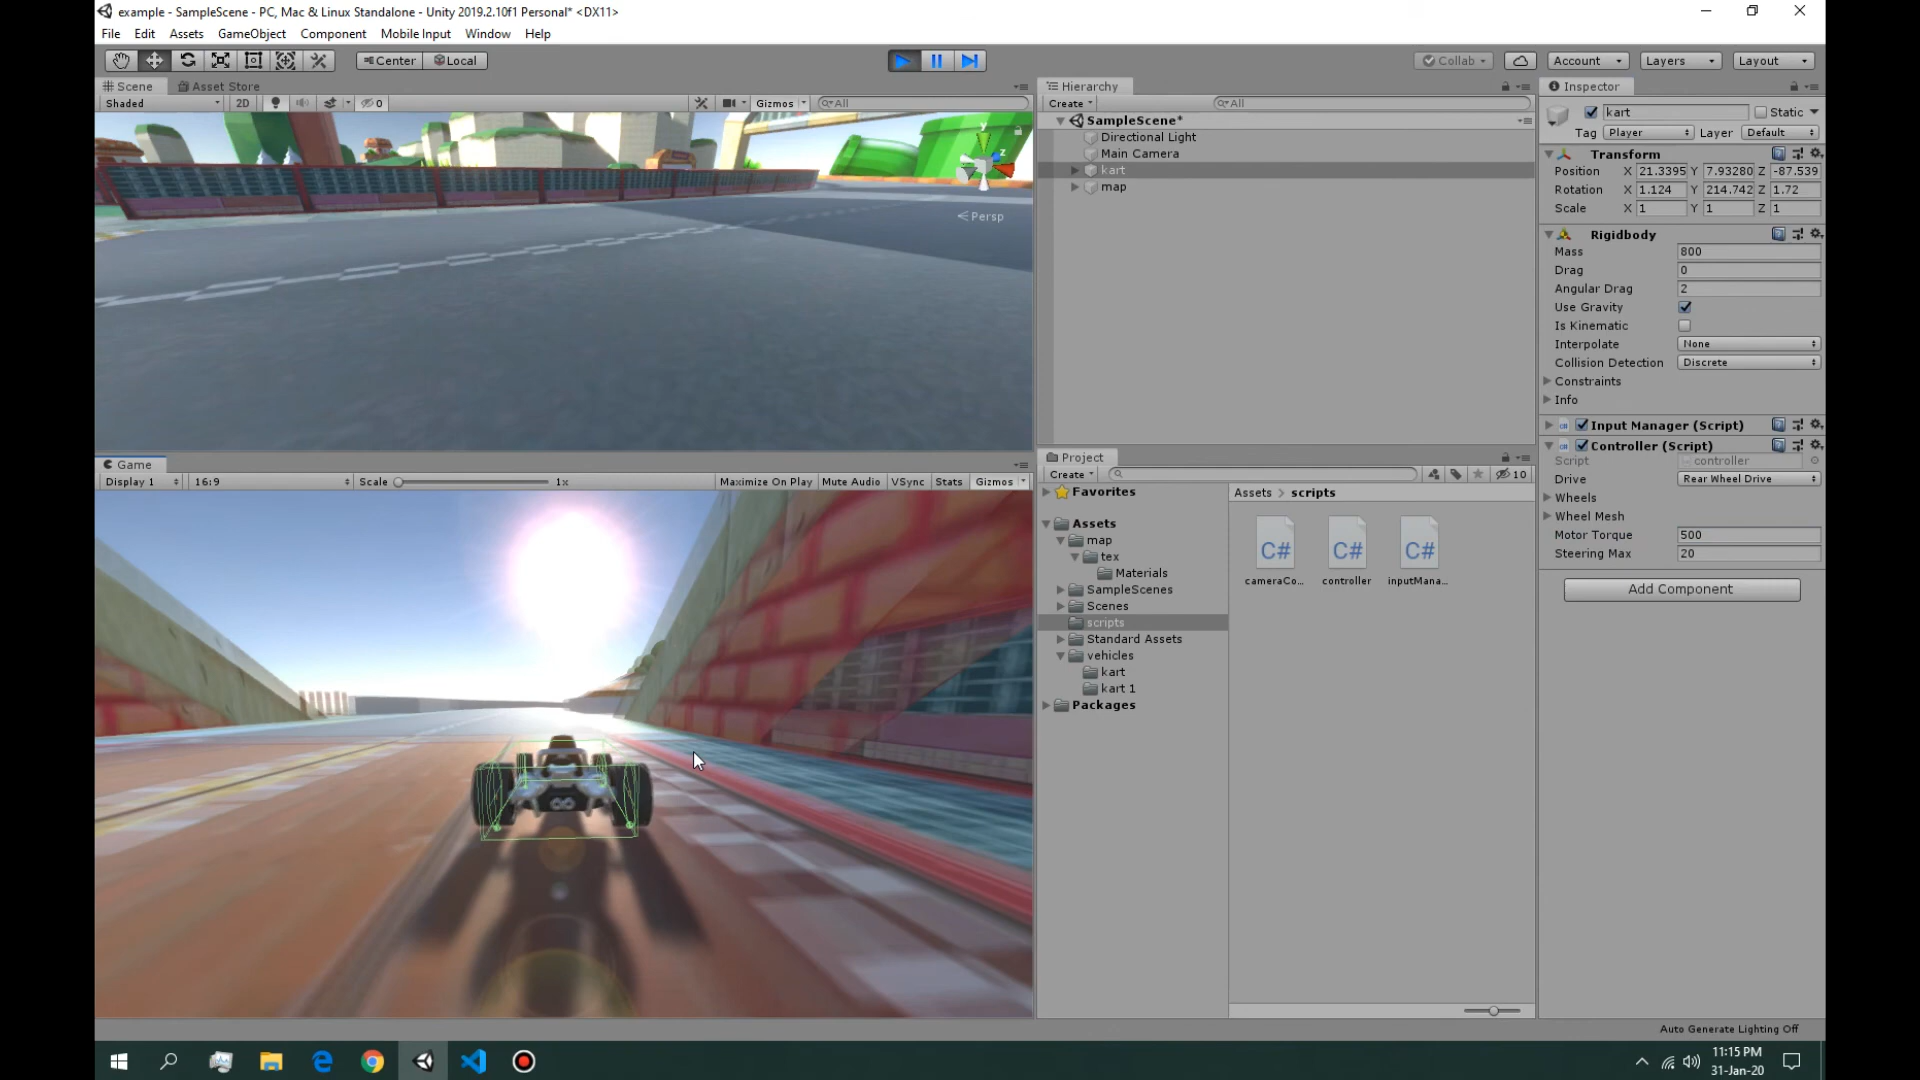 example - SampleScene - PC, Mac & Linux Standalone - Unity 2019.2.10f1 Personal* <DX11>
File Edit Assets GameObject Component Mobile Input Window Help
Center Local
Collab Account Layers Layout
Scene Asset Store
Shaded 2D 0 Gizmos All
y
z
Persp
Game
Display 1 16:9 Scale 1x Maximize On Play Mute Audio VSync Stats Gizmos
Hierarchy
Create All
SampleScene*
Directional Light
Main Camera
kart
map
Project
Create 10
Favorites
Assets
map
tex
Materials
SampleScenes
Scenes
scripts
Standard Assets
vehicles
kart
kart 1
Packages
Assets > scripts
C# C# C#
cameraCo... controller inputMana...
Inspector
kart Static
Tag Player Layer Default
Transform
Position X 21.3395 Y 7.93280 Z -87.539
Rotation X 1.124 Y 214.742 Z 1.72
Scale X 1 Y 1 Z 1
Rigidbody
Mass 800
Drag 0
Angular Drag 2
Use Gravity
Is Kinematic
Interpolate None
Collision Detection Discrete
Constraints
Info
Input Manager (Script)
Controller (Script)
Script controller
Drive Rear Wheel Drive
Wheels
Wheel Mesh
Motor Torque 500
Steering Max 20
Add Component
Auto Generate Lighting Off
11:15 PM
31-Jan-20